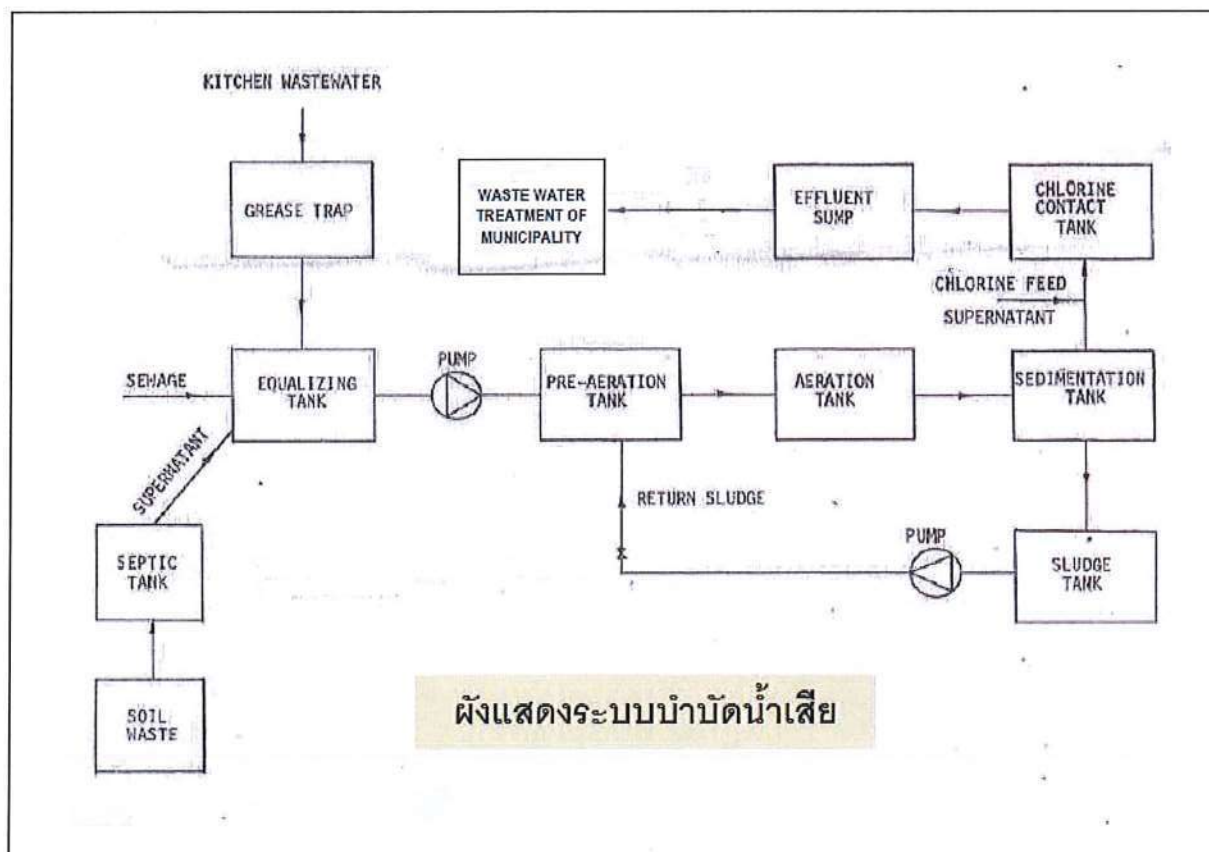 KITCHEN WASTEWATER
GREASE TRAP
WASTE WATER
TREATMENT OF
MUNICIPALITY
EFFLUENT
SUMP
CHLORINE
CONTACT
TANK
CHLORINE FEED
SUPERNATANT
SEWAGE
EQUALIZING
TANK
PUMP
PRE-AERATION
TANK
AERATION
TANK
SEDIMENTATION
TANK
SUPERNATANT
RETURN SLUDGE
SEPTIC
TANK
PUMP
SLUDGE
TANK
SOIL
WASTE
ผังแสดงระบบบำบัดน้ำเสีย